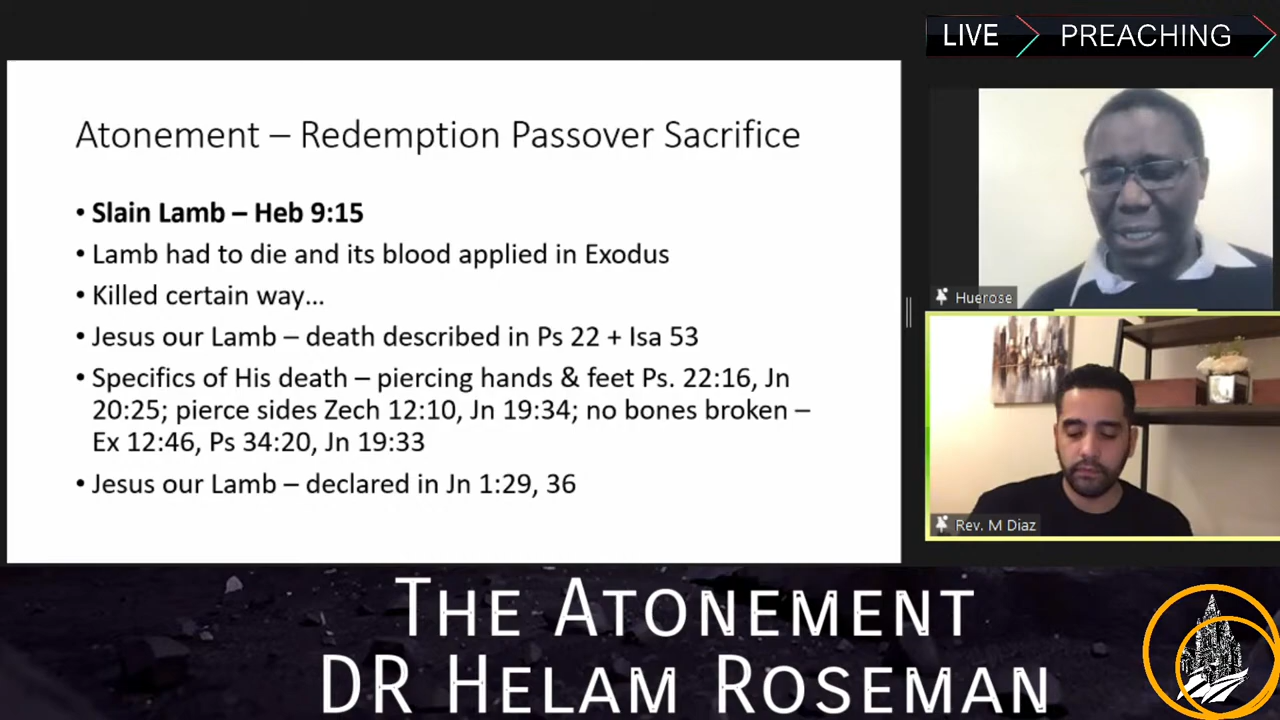 LIVE PREACHING
Atonement – Redemption Passover Sacrifice
• Slain Lamb – Heb 9:15
• Lamb had to die and its blood applied in Exodus
• Killed certain way...
• Jesus our Lamb – death described in Ps 22 + Isa 53
• Specifics of His death – piercing hands & feet Ps. 22:16, Jn
20:25; pierce sides Zech 12:10, Jn 19:34; no bones broken –
Ex 12:46, Ps 34:20, Jn 19:33
• Jesus our Lamb – declared in Jn 1:29, 36
Huerose
Rev. M Diaz
THE ATONEMENT
DR HELAM ROSEMAN